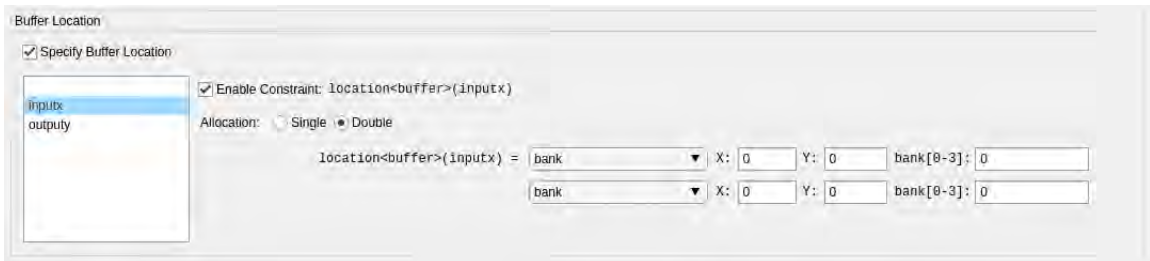 Buffer Location
Specify Buffer Location
inputx
outputy
Enable Constraint: location<buffer>(inputx)
Allocation: Single Double
location<buffer>(inputx) = bank X: 0 Y: 0 bank[0-3]: 0
bank X: 0 Y: 0 bank[0-3]: 0